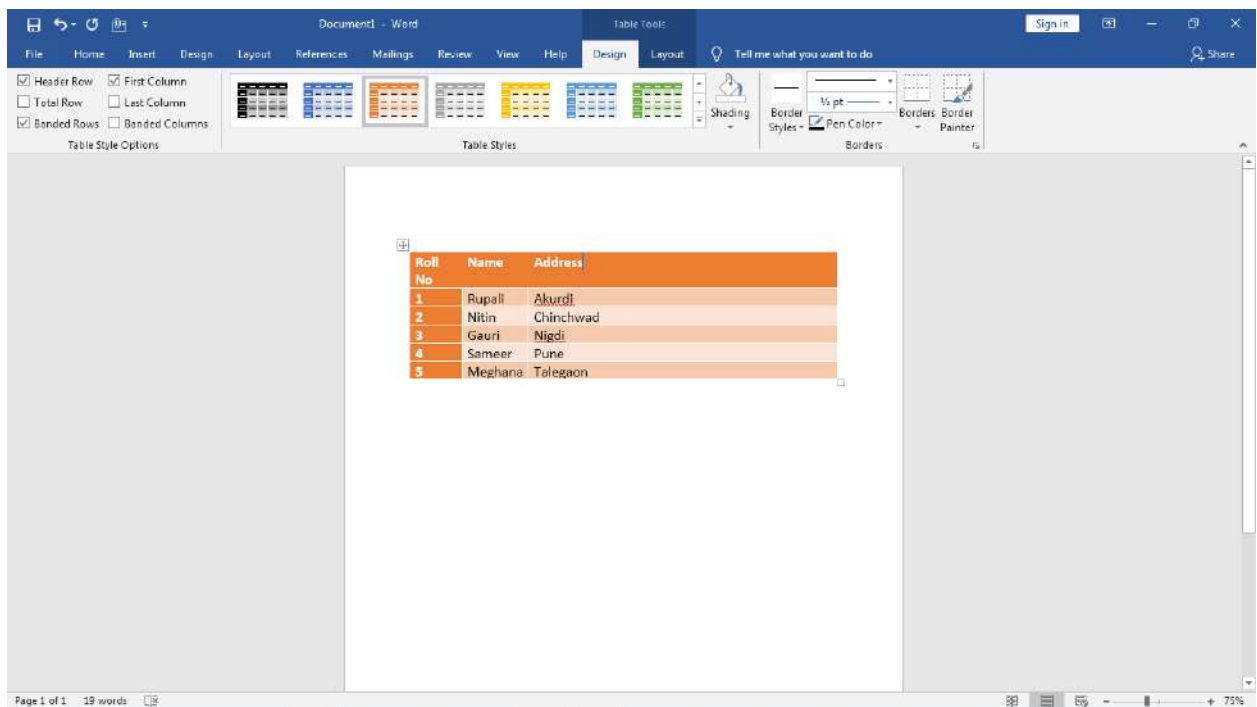 Document1 - Word Table Tools Sign in
File Home Insert Design Layout References Mailings Review View Help Design Layout Tell me what you want to do Share
Header Row First Column
Total Row Last Column
Banded Rows Banded Columns
Table Style Options
Table Styles
Shading
Border Styles
½ pt
Pen Color
Borders
Border Painter
Borders
Roll No Name Address
1 Rupali Akurdi
2 Nitin Chinchwad
3 Gauri Nigdi
4 Sameer Pune
5 Meghana Talegaon
Page 1 of 1 19 words 75%